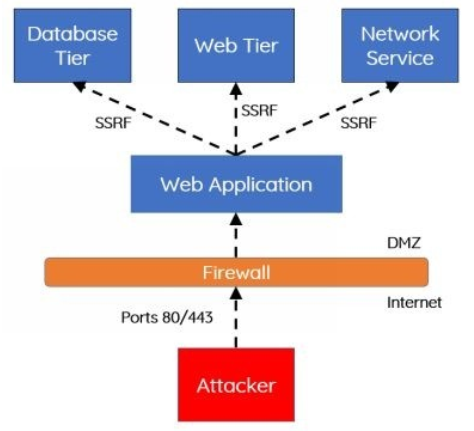 Database
Tier
Web Tier
Network
Service
SSRF
SSRF
SSRF
Web Application
DMZ
Firewall
Internet
Ports 80/443
Attacker